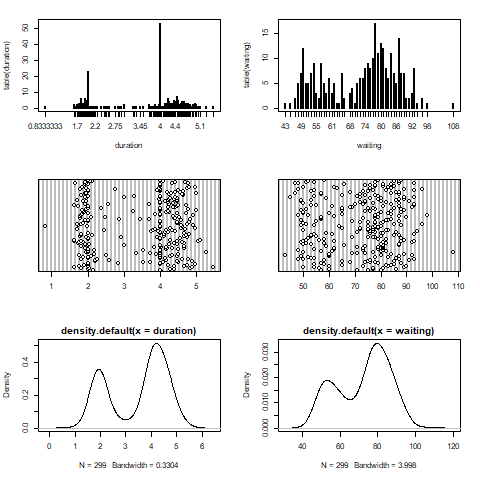 table(duration)
0 10 20 30 40 50
0.8333333 1.7 2.2 2.75 3.45 4 4.4 5.1
duration
table(waiting)
0 5 10 15
43 49 55 61 68 74 80 86 92 98 108
waiting
1 2 3 4 5
50 60 70 80 90 100 110
density.default(x = duration)
Density
0.0 0.2 0.4
0 1 2 3 4 5 6
N = 299 Bandwidth = 0.3304
density.default(x = waiting)
Density
0.000 0.010 0.020 0.030
40 60 80 100 120
N = 299 Bandwidth = 3.998